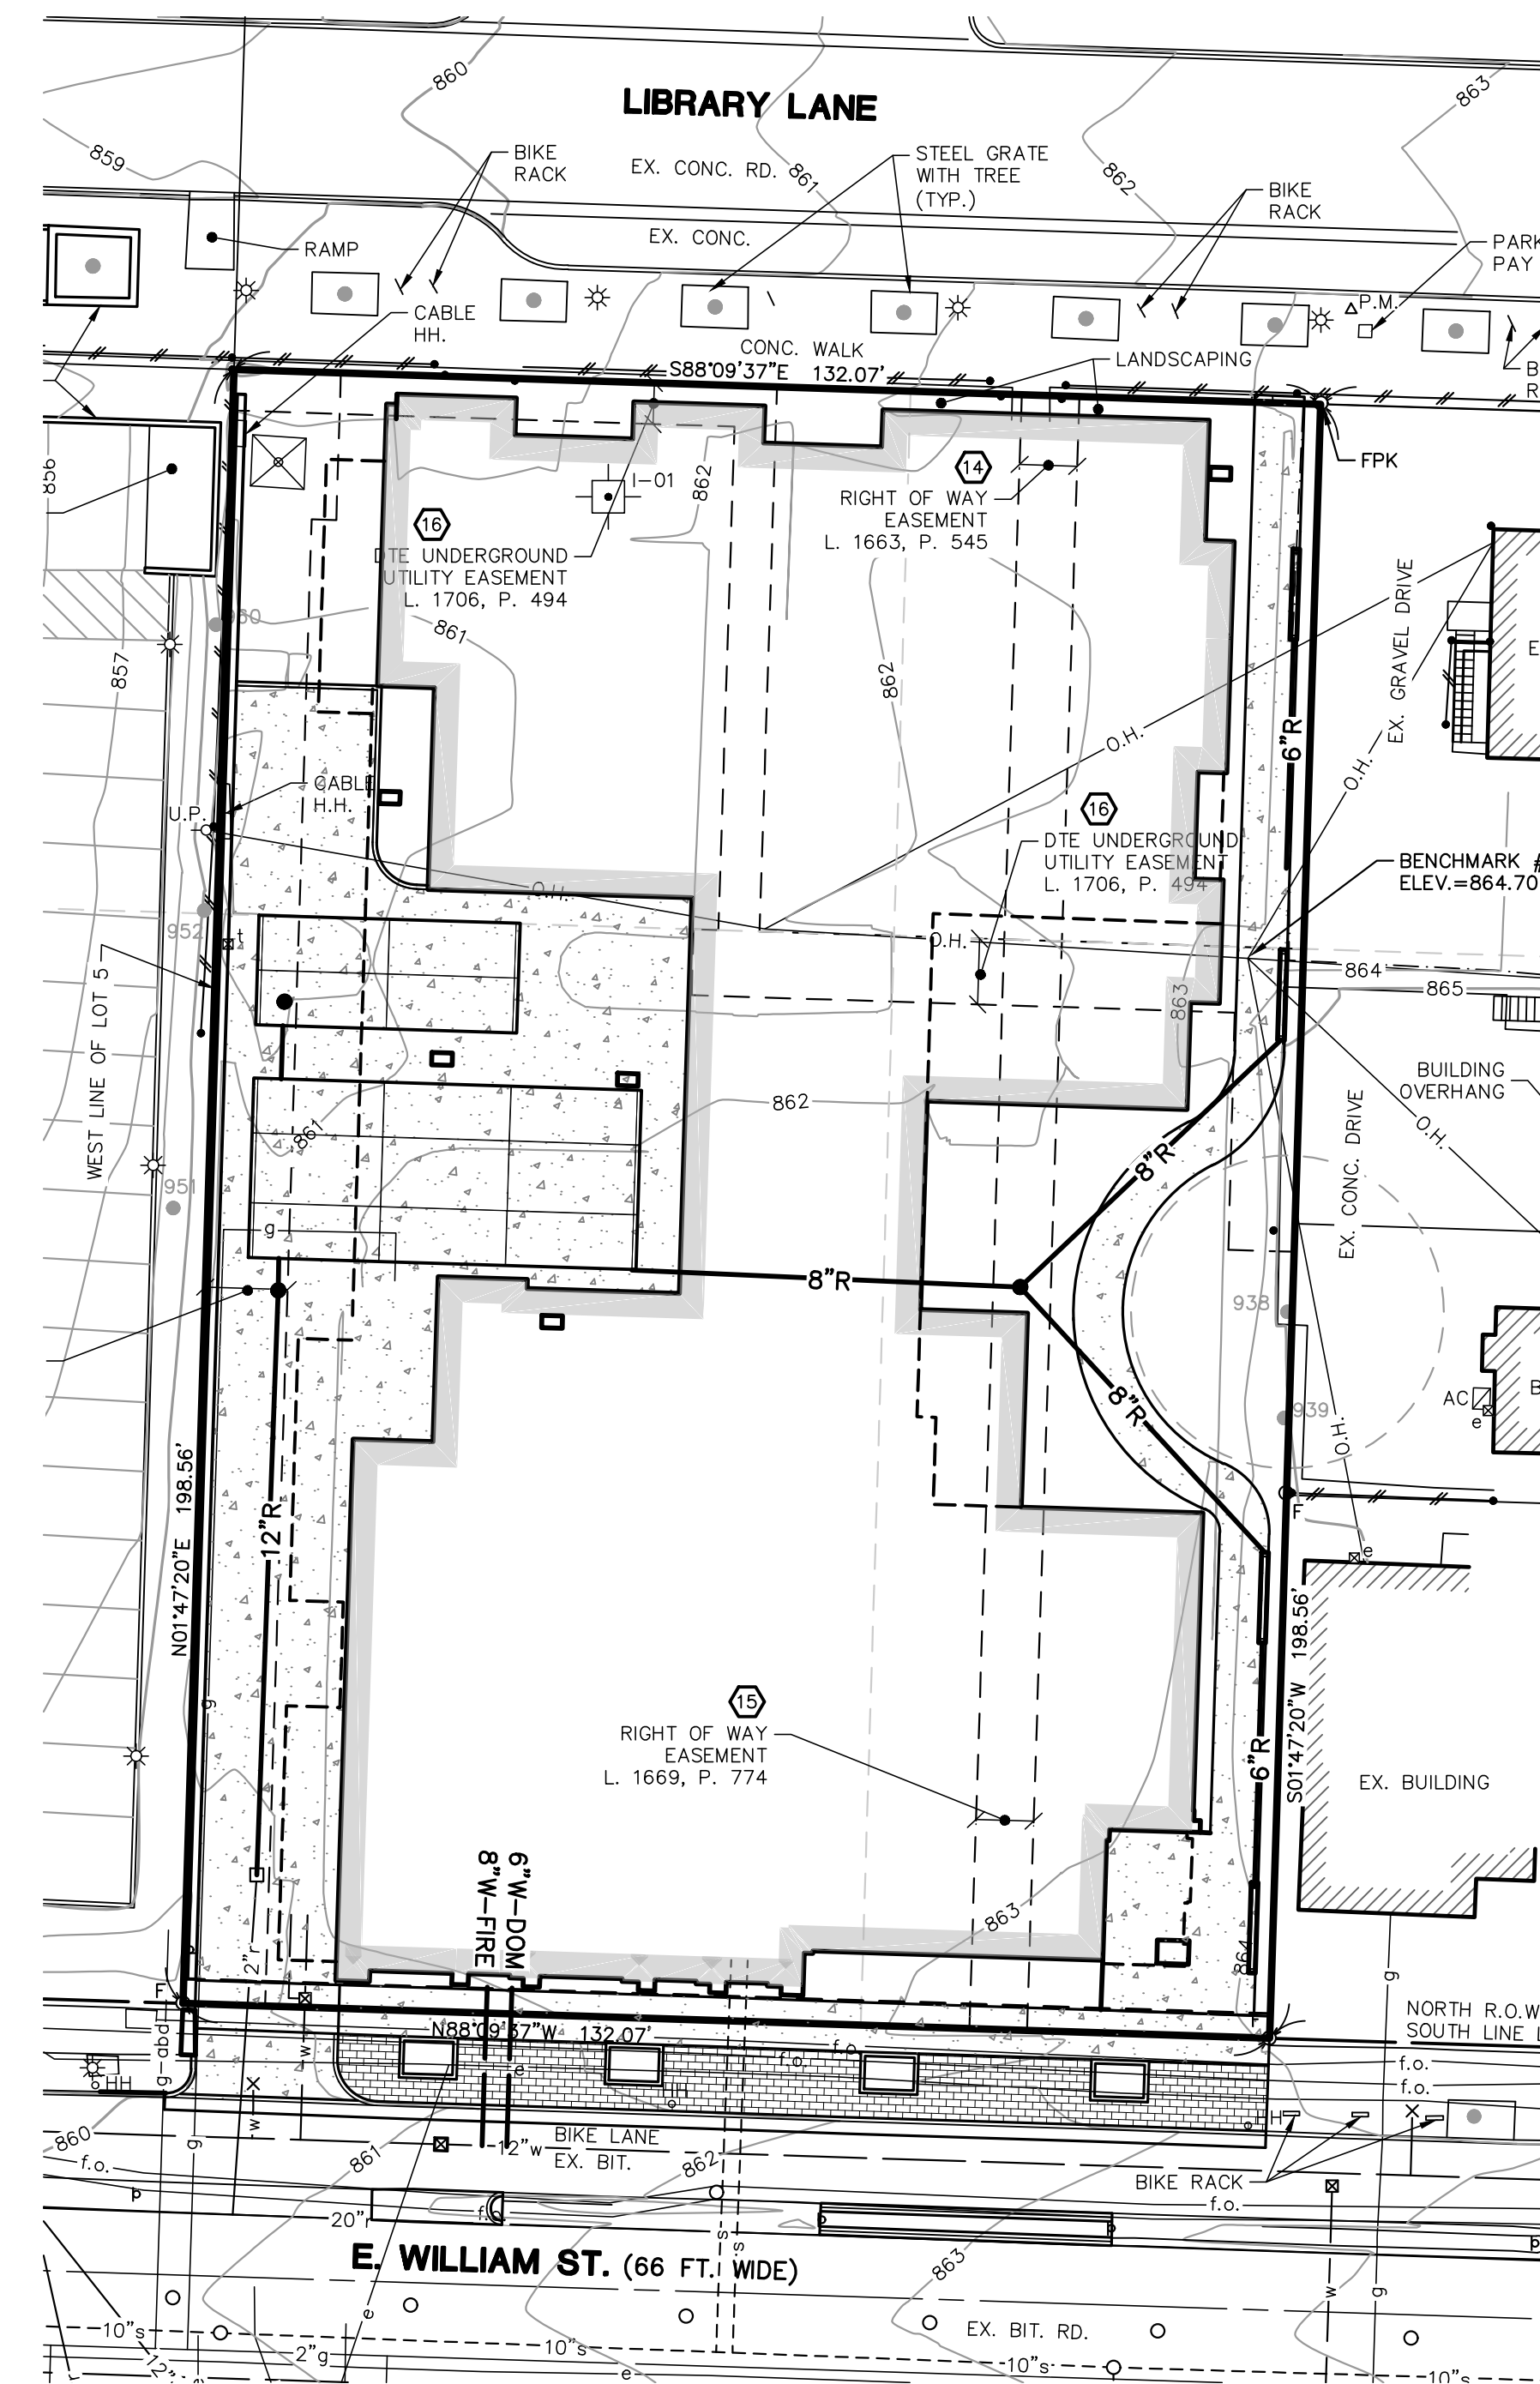 860
863
LIBRARY LANE
859
BIKE
RACK
EX. CONC. RD.
861
STEEL GRATE
WITH TREE
(TYP.)
862
BIKE
RACK
EX. CONC.
RAMP
PARK
PAY
P.M.
CABLE
HH.
CONC. WALK
LANDSCAPING
S88°09'37"E 132.07'
B
R
FPK
856
862
I-01
14
RIGHT OF WAY
EASEMENT
L. 1663, P. 545
16
DTE UNDERGROUND
UTILITY EASEMENT
L. 1706, P. 494
960
861
857
862
EX. GRAVEL DRIVE
E
6"R
O.H.
O.H.
CABLE
H.H.
U.P.
16
DTE UNDERGROUND
UTILITY EASEMENT
L. 1706, P. 494
BENCHMARK #
ELEV.=864.70
O.H.
952
t
O.H.
864
865
863
WEST LINE OF LOT 5
BUILDING
OVERHANG
862
861
O.H.
8"R
EX. CONC. DRIVE
951
g
8"R
938
8"R
939
AC
e
B
O.H.
N01°47'20"E 198.56'
12"R
F
e
S01°47'20"W 198.56'
g
15
RIGHT OF WAY
EASEMENT
L. 1669, P. 774
6"R
EX. BUILDING
8"W-FIRE
6"W-DOM
863
864
2"r
g
F
F
NORTH R.O.W
SOUTH LINE L
N88°09'37"W 132.07'
g-abd
w
f.o.
f.o.
f.o.
f.o.
e
HH
HH
H
w
12"w
BIKE LANE
EX. BIT.
860
861
862
g
f.o.
BIKE RACK
f.o.
20"r
f.o.
s
s
E. WILLIAM ST. (66 FT. WIDE)
863
w
g
e
EX. BIT. RD.
10"s
2"g
10"s
12"
e
10"s
10"s